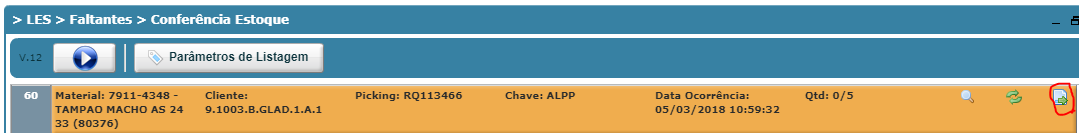 > LES > Faltantes > Conferência Estoque
V.12
Parâmetros de Listagem
60
Material: 7911-4348 -
TAMPAO MACHO AS 24
33 (80376)
Cliente:
9.1003.B.GLAD.1.A.1
Picking: RQ113466
Chave: ALPP
Data Ocorrência:
05/03/2018 10:59:32
Qtd: 0/5